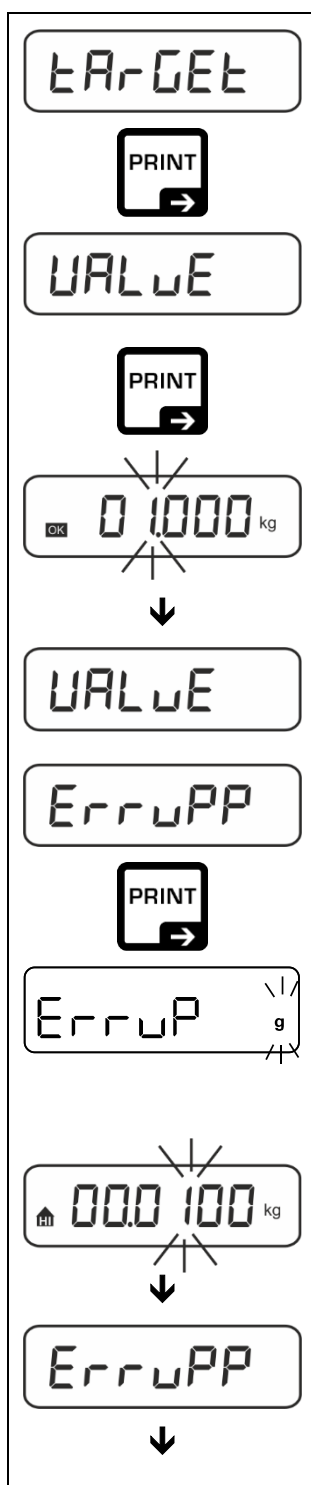 tArGEt
PRINT
VALuE
PRINT
OK 01.000 kg
VALuE
ErruPP
PRINT
ErruP g
HI 00.0100 kg
ErruPP